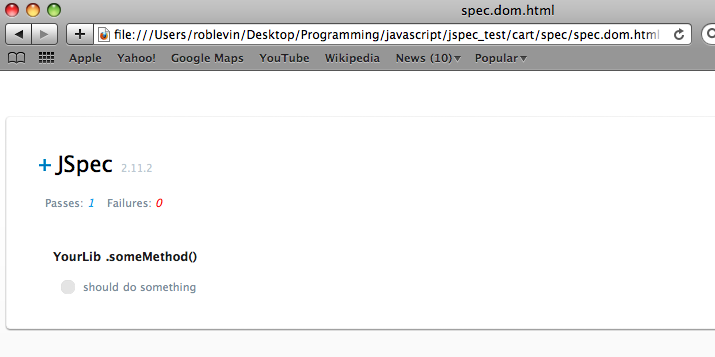 spec.dom.html
file:///Users/roblevin/Desktop/Programming/javascript/jspec_test/cart/spec/spec.dom.html
Apple Yahoo! Google Maps YouTube Wikipedia News (10) Popular
JSpec 2.11.2
Passes: 1 Failures: 0
YourLib .someMethod()
should do something